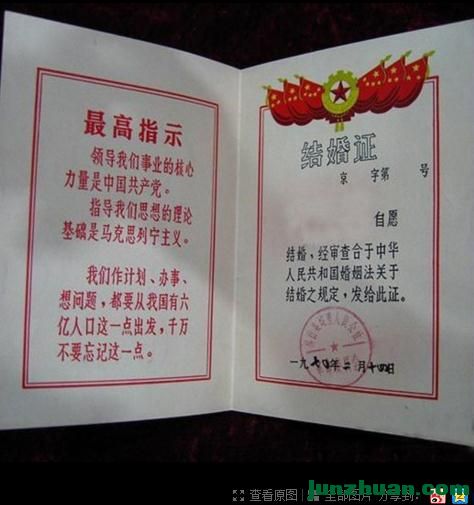 最高指示
领导我们事业的核心
力量是中国共产党。
指导我们思想的理论
基础是马克思列宁主义。
我们作计划、办事、
想问题，都要从我国有六
亿人口这一点出发，千万
不要忘记这一点。
结婚证
京 字第 号
自愿
结婚，经审查合于中华
人民共和国婚姻法关于
结婚之规定，发给此证。
一九七〇年二月十四日
查看原图
全部图片
分享到：
junzhuan.com